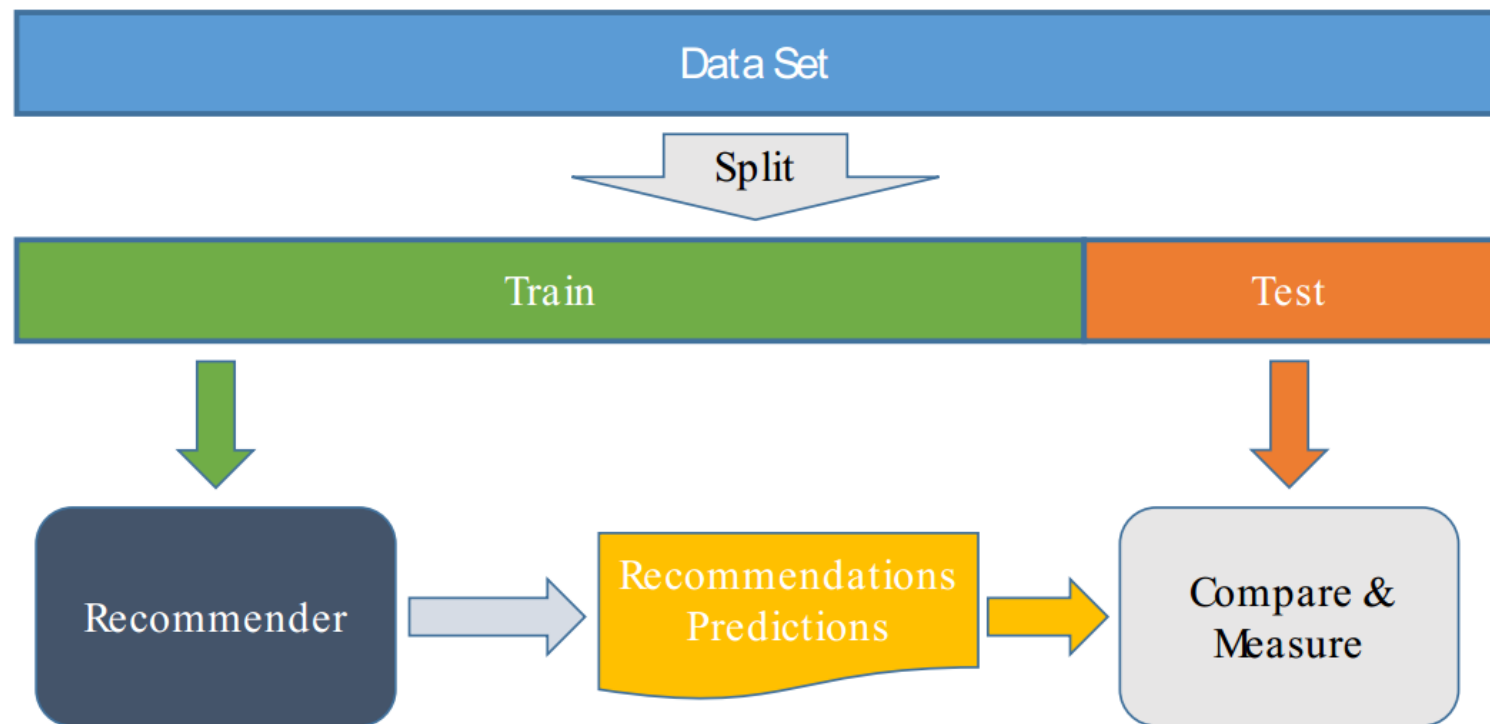 Data Set
Split
Train
Test
Recommender
Recommendations
Predictions
Compare &
Measure